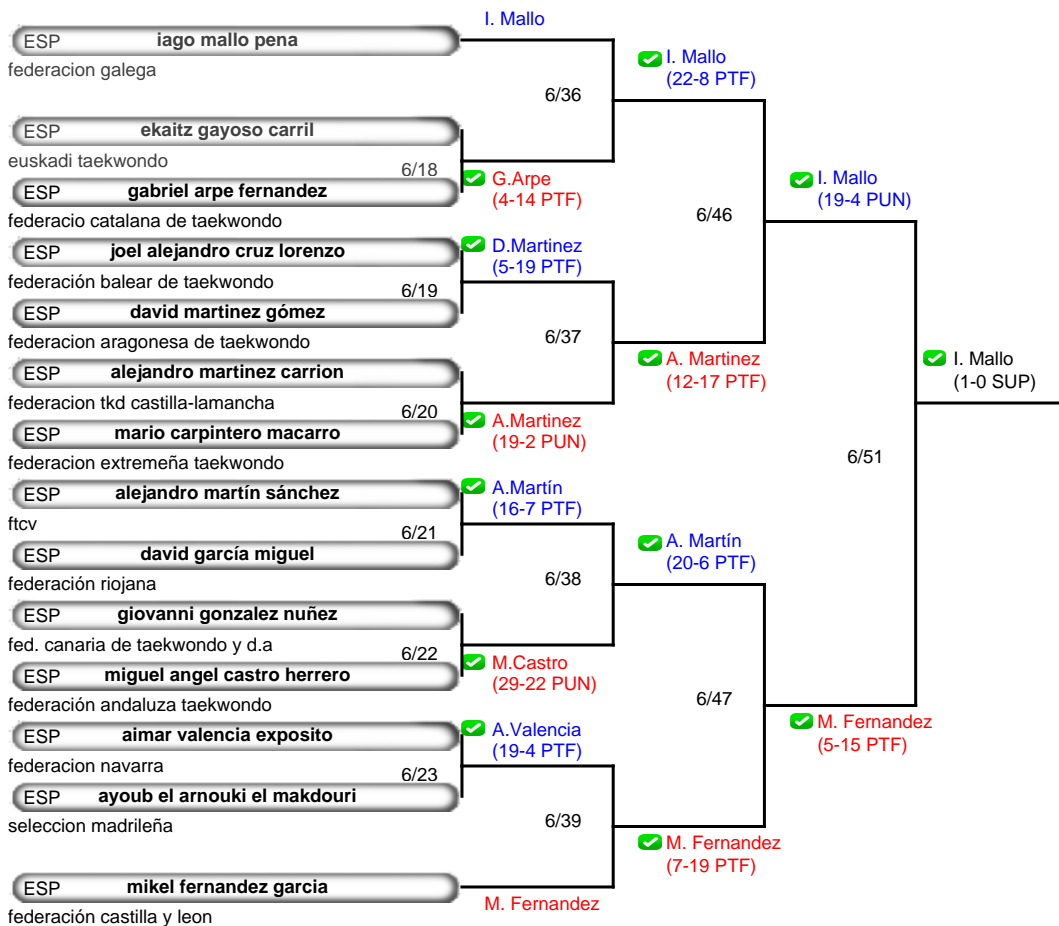 I. Mallo
ESP iago mallo pena
federacion galega
I. Mallo
(22-8 PTF)
6/36
ESP ekaitz gayoso carril
euskadi taekwondo
6/18
ESP gabriel arpe fernandez
G.Arpe
(4-14 PTF)
federacio catalana de taekwondo
I. Mallo
(19-4 PUN)
6/46
ESP joel alejandro cruz lorenzo
D.Martinez
(5-19 PTF)
federación balear de taekwondo
6/19
ESP david martinez gómez
federacion aragonesa de taekwondo
6/37
ESP alejandro martinez carrion
A. Martinez
(12-17 PTF)
federacion tkd castilla-lamancha
6/20
ESP mario carpintero macarro
A.Martinez
(19-2 PUN)
federacion extremeña taekwondo
I. Mallo
(1-0 SUP)
6/51
ESP alejandro martín sánchez
A.Martín
(16-7 PTF)
ftcv
6/21
ESP david garcía miguel
federación riojana
A. Martín
(20-6 PTF)
6/38
ESP giovanni gonzalez nuñez
fed. canaria de taekwondo y d.a
6/22
ESP miguel angel castro herrero
M.Castro
(29-22 PUN)
federación andaluza taekwondo
6/47
M. Fernandez
(5-15 PTF)
ESP aimar valencia exposito
A.Valencia
(19-4 PTF)
federacion navarra
6/23
ESP ayoub el arnouki el makdouri
seleccion madrileña
6/39
M. Fernandez
(7-19 PTF)
ESP mikel fernandez garcia
M. Fernandez
federación castilla y leon